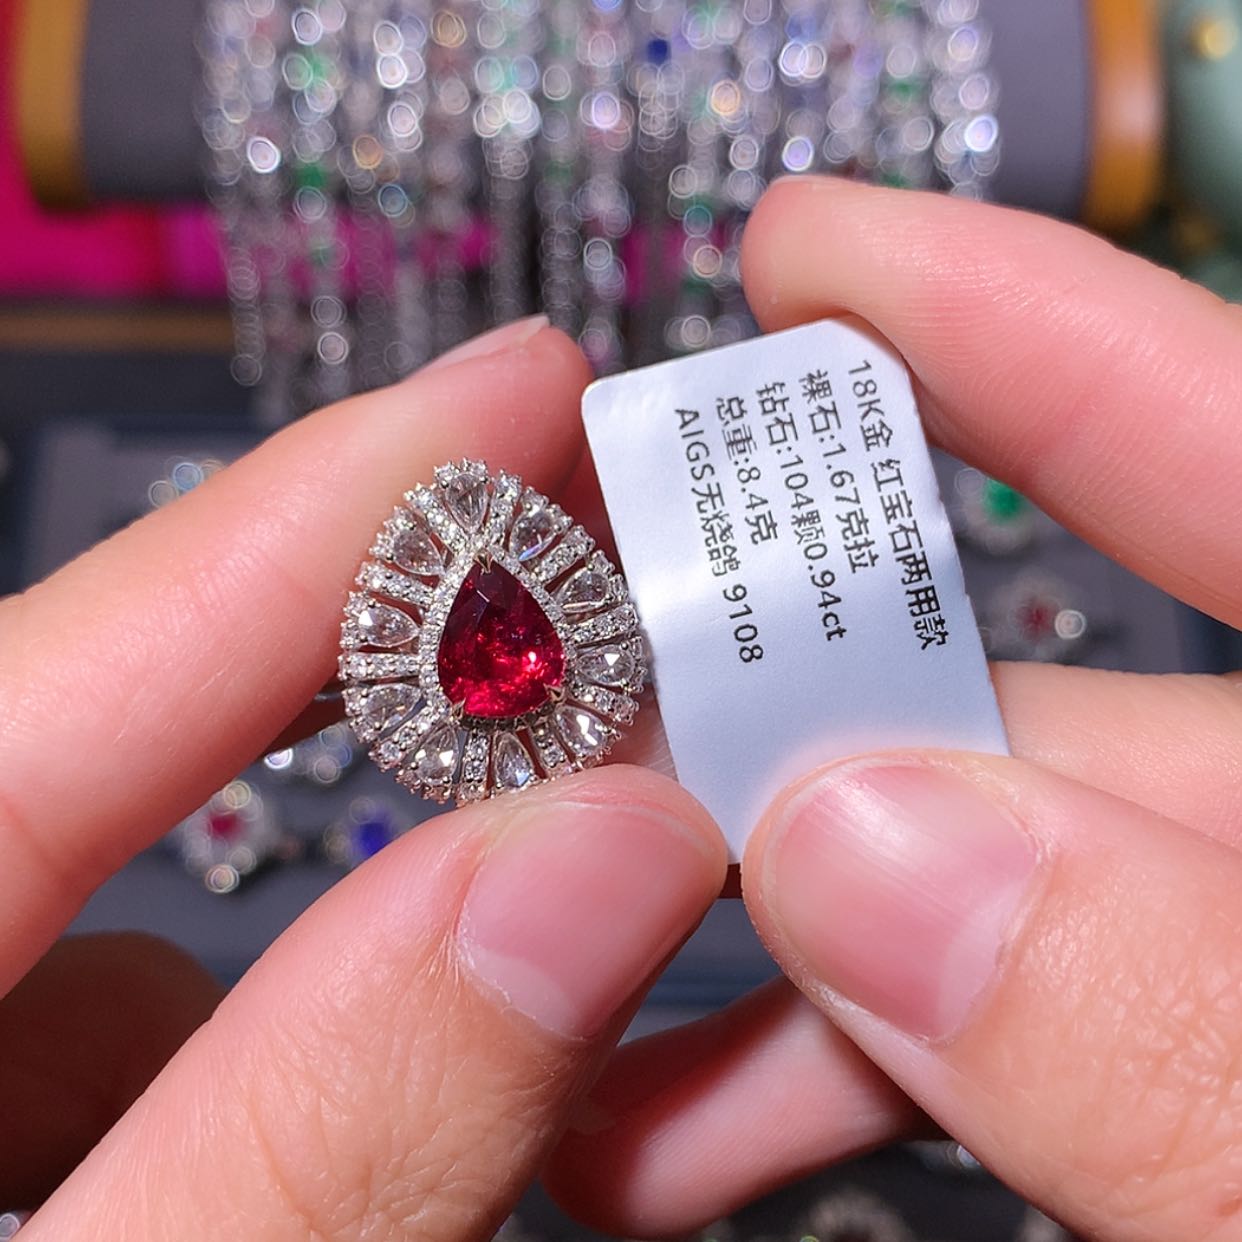 18K金 红宝石两用款
裸石:1.67克拉
钻石:104颗0.94ct
总重:8.4克
AIGS无烧鸽 9108